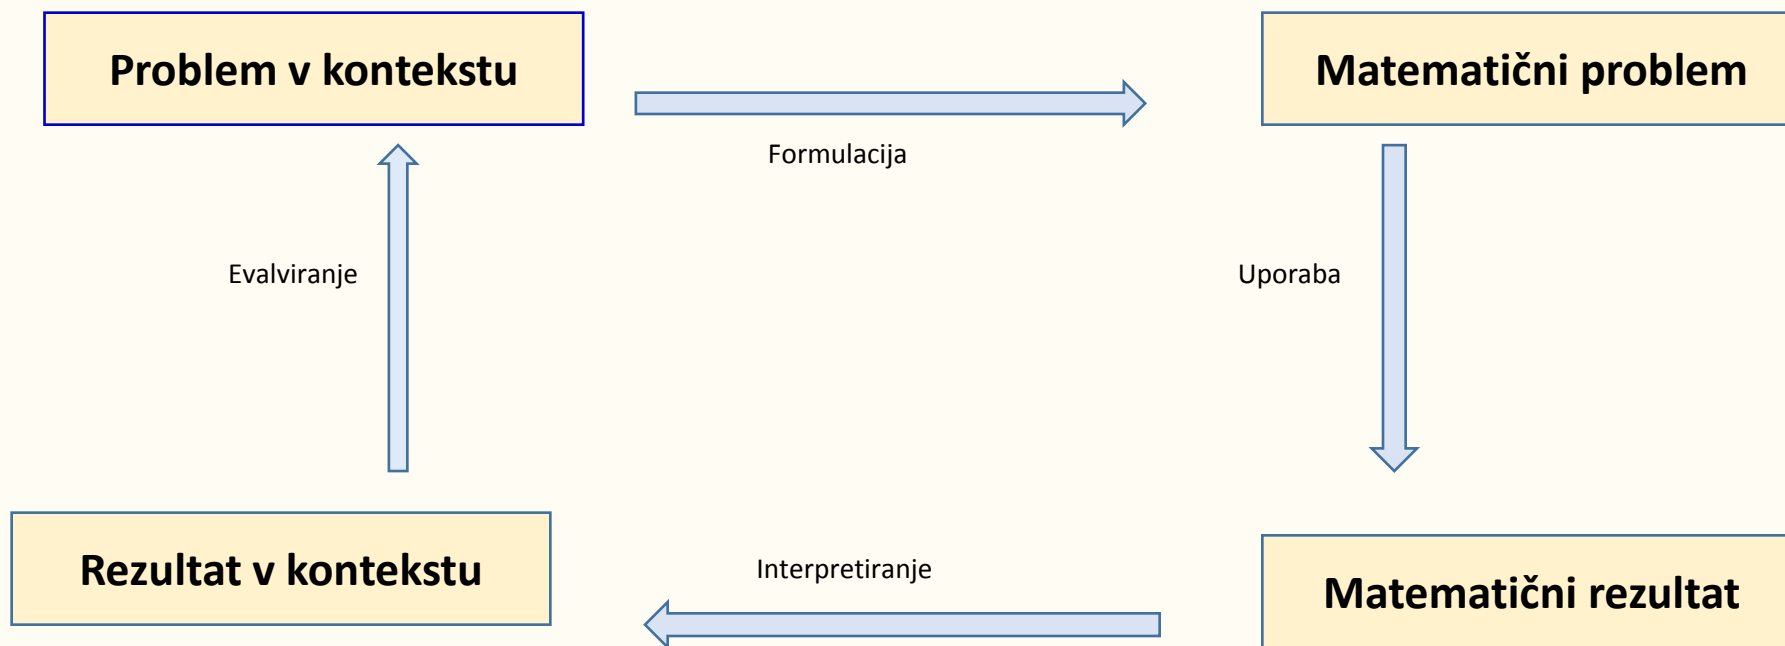 Problem v kontekstu
Matematični problem
Formulacija
Evalviranje
Uporaba
Rezultat v kontekstu
Interpretiranje
Matematični rezultat